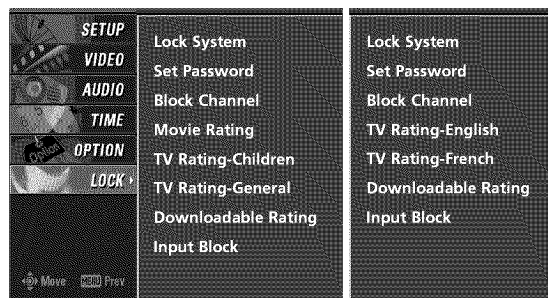 SETUP
VIDEO
AUDIO
TIME
OPTION
LOCK
Move MENU Prev
Lock System
Set Password
Block Channel
Movie Rating
TV Rating-Children
TV Rating-General
Downloadable Rating
Input Block
Lock System
Set Password
Block Channel
TV Rating-English
TV Rating-French
Downloadable Rating
Input Block